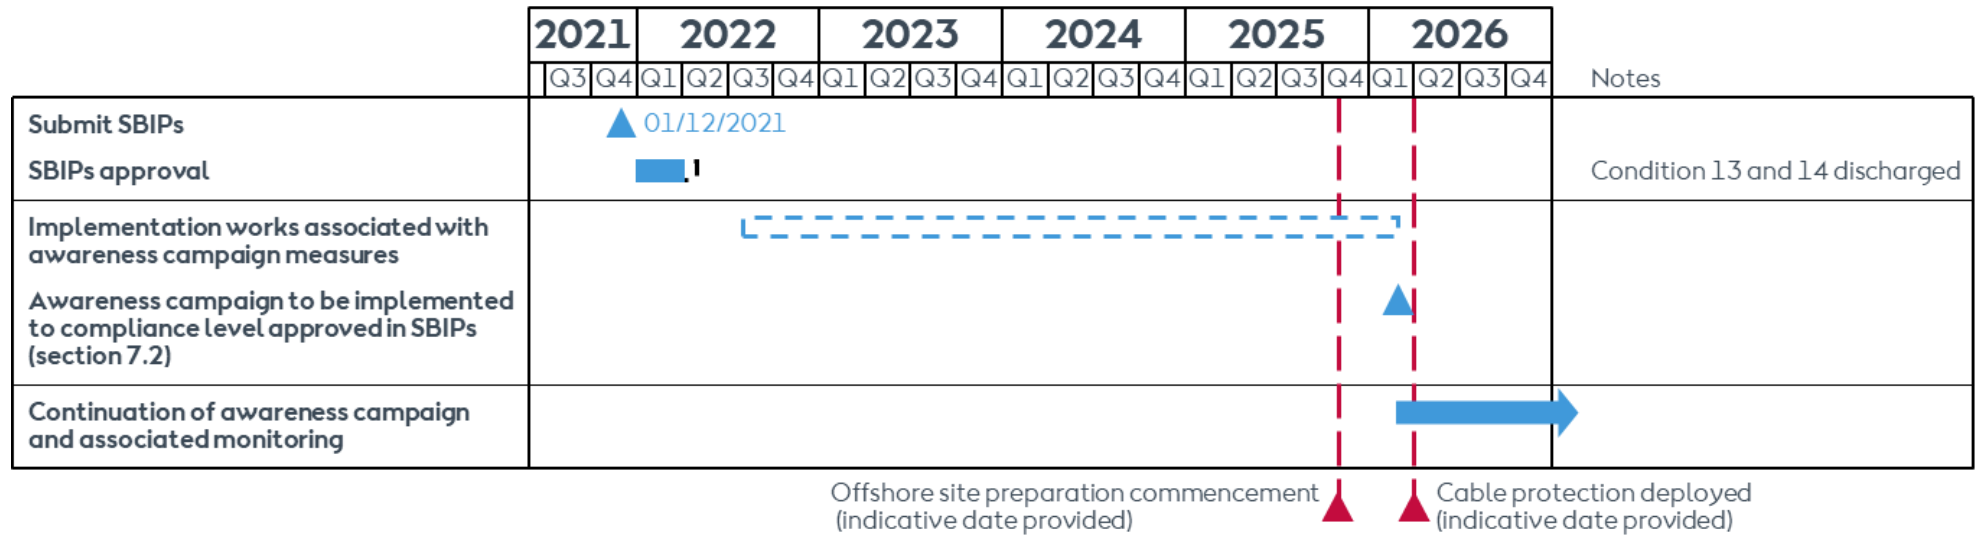 2021 2022 2023 2024 2025 2026
Q3 Q4 Q1 Q2 Q3 Q4 Q1 Q2 Q3 Q4 Q1 Q2 Q3 Q4 Q1 Q2 Q3 Q4 Q1 Q2 Q3 Q4 Notes
Submit SBIPs 01/12/2021
SBIPs approval Condition 13 and 14 discharged
Implementation works associated with
awareness campaign measures
Awareness campaign to be implemented
to compliance level approved in SBIPs
(section 7.2)
Continuation of awareness campaign
and associated monitoring
Offshore site preparation commencement
(indicative date provided)
Cable protection deployed
(indicative date provided)